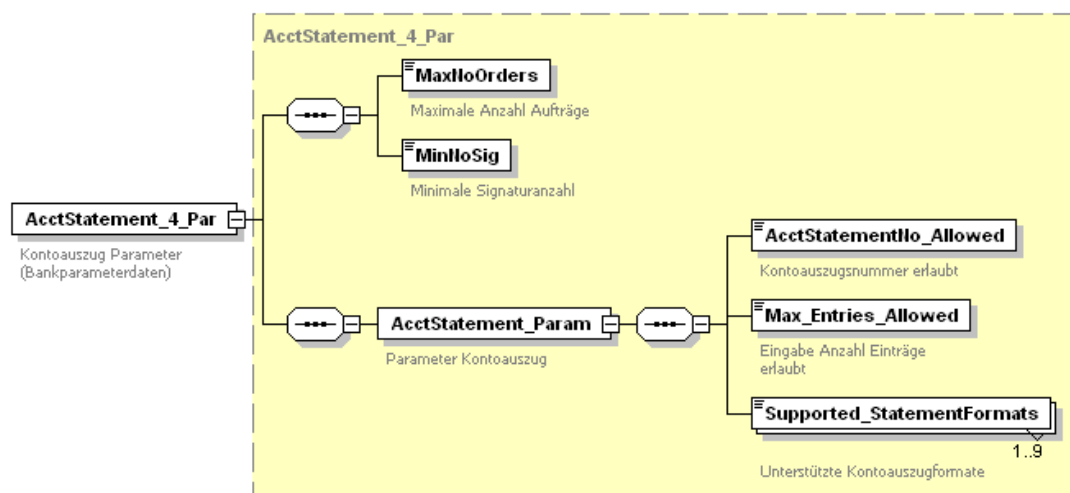 AcctStatement_4_Par
MaxNoOrders
Maximale Anzahl Aufträge
MinNoSig
Minimale Signaturanzahl
AcctStatement_4_Par
Kontoauszug Parameter
(Bankparameterdaten)
AcctStatement_Param
Parameter Kontoauszug
AcctStatementNo_Allowed
Kontoauszugsnummer erlaubt
Max_Entries_Allowed
Eingabe Anzahl Einträge
erlaubt
Supported_StatementFormats
1..9
Unterstützte Kontoauszugformate